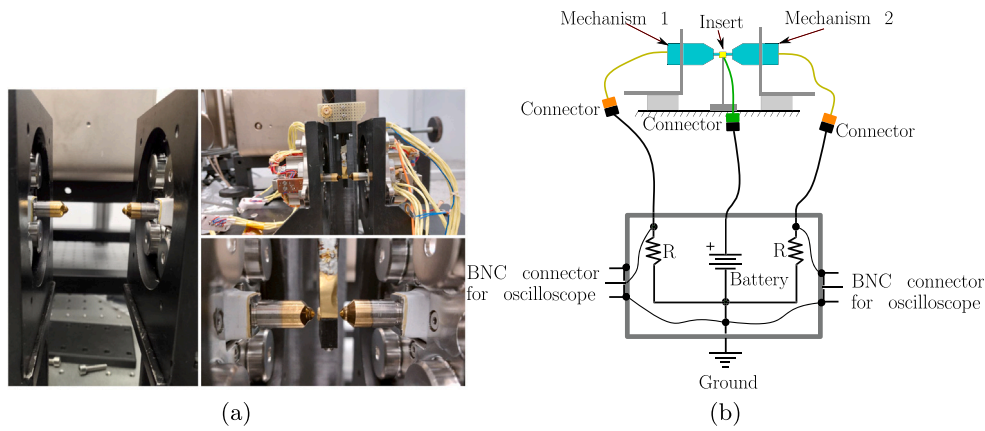 Mechanism 1
Insert
Mechanism 2
Connector
Connector
Connector
R
+
R
Battery
BNC connector
for oscilloscope
BNC connector
for oscilloscope
Ground
(a)
(b)